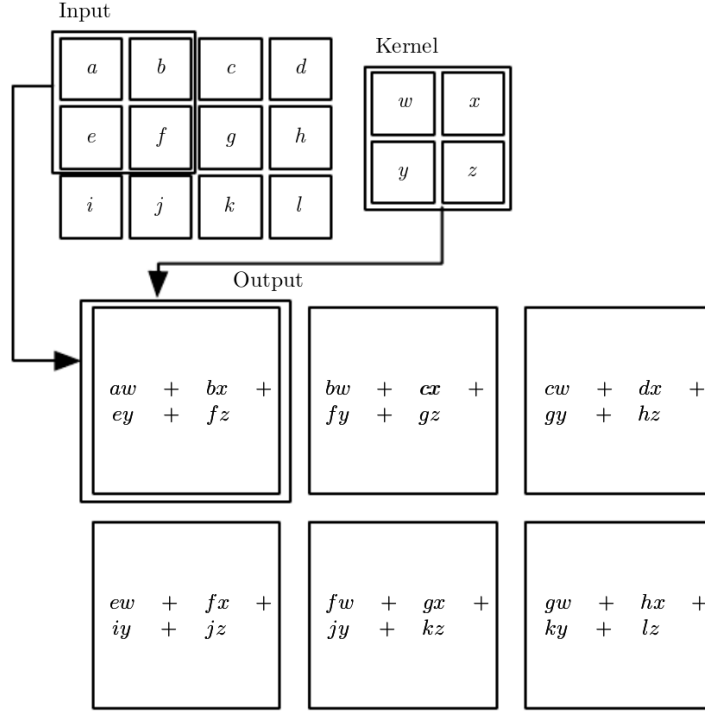 Input
a b c d
Kernel
w x
e f g h
y z
i j k l
Output
aw + bx + bw + cx + cw + dx +
ey + fz fy + gz gy + hz
ew + fx + fw + gx + gw + hx +
iy + jz jy + kz ky + lz